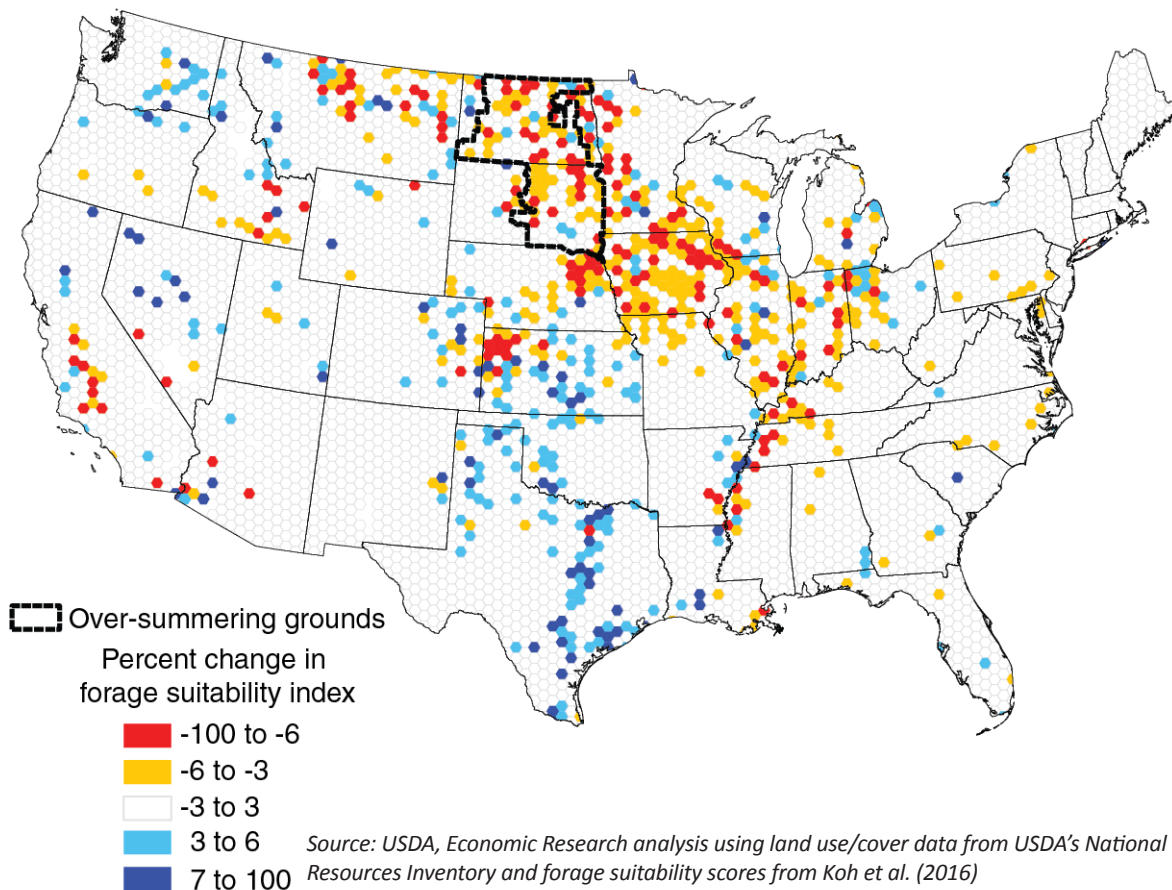 Over-summering grounds
Percent change in
forage suitability index
-100 to -6
-6 to -3
-3 to 3
3 to 6
7 to 100
Source: USDA, Economic Research analysis using land use/cover data from USDA's National
Resources Inventory and forage suitability scores from Koh et al. (2016)